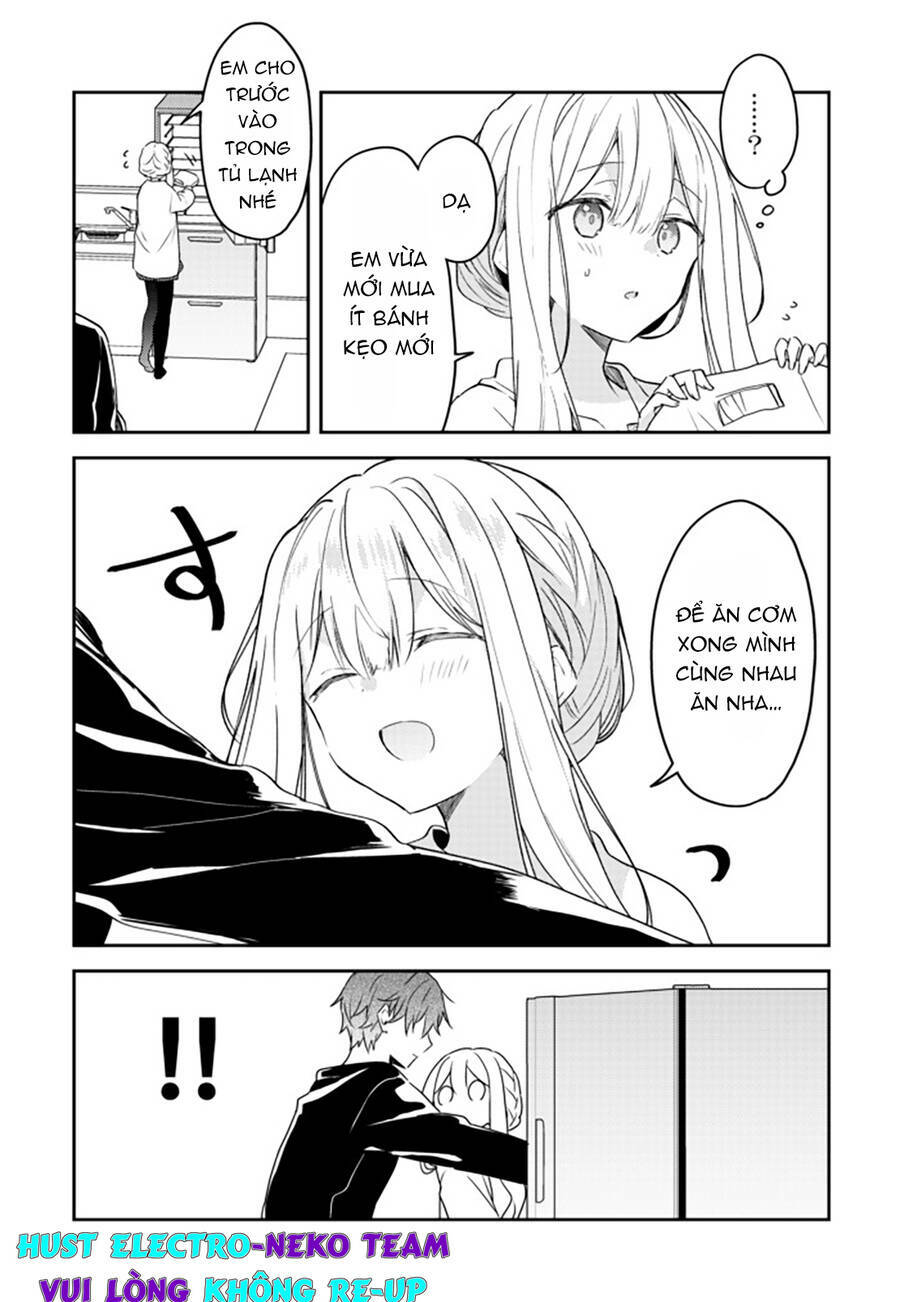 ……?
DẠ
EM VỪA
MỚI MUA
ÍT BÁNH
KẸO MỚI
EM CHO
TRƯỚC
VÀO
TRONG
TỦ LẠNH
NHÉ
ĐỂ ĂN CƠM
XONG MÌNH
CÙNG NHAU
ĂN NHA...
すっ
!!
HUST ELECTRO-NEKO TEAM
VUI LÒNG KHÔNG RE-UP